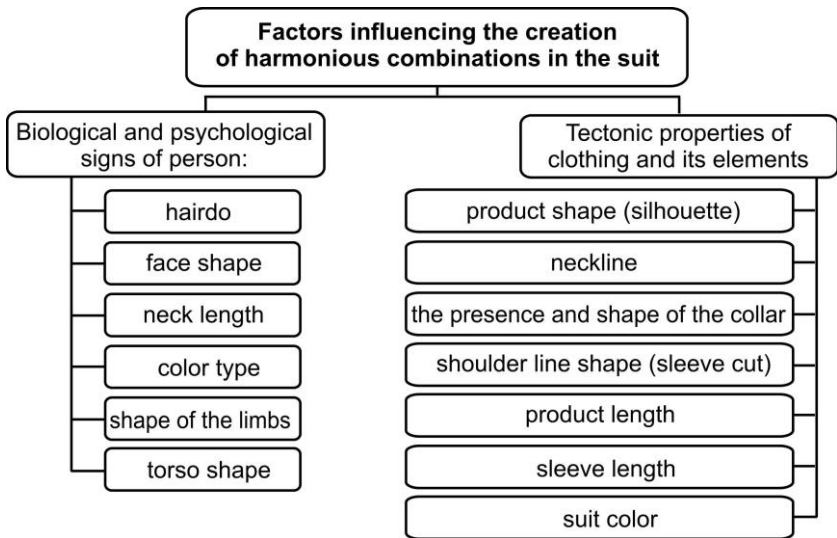 Factors influencing the creation
of harmonious combinations in the suit
Biological and psychological
signs of person:
hairdo
face shape
neck length
color type
shape of the limbs
torso shape
Tectonic properties of
clothing and its elements
product shape (silhouette)
neckline
the presence and shape of the collar
shoulder line shape (sleeve cut)
product length
sleeve length
suit color